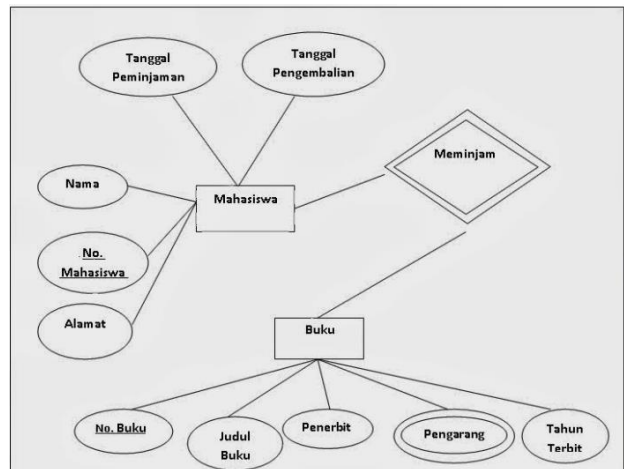 Tanggal
Peminjaman
Tanggal
Pengembalian
Meminjam
Nama
Mahasiswa
No.
Mahasiswa
Alamat
Buku
No. Buku
Judul
Buku
Penerbit
Pengarang
Tahun
Terbit